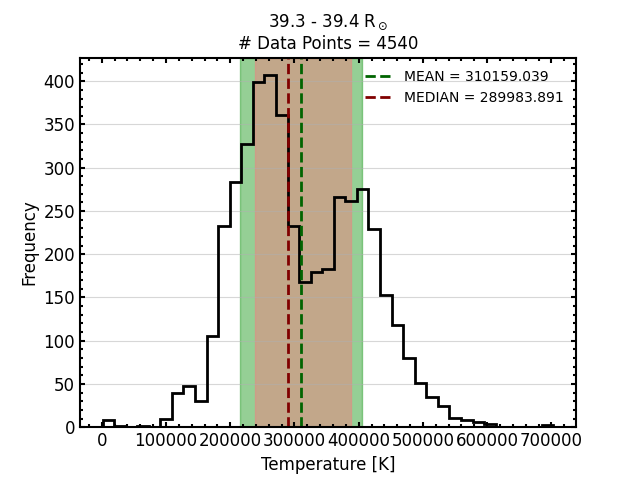 39.3 - 39.4 R⊙
# Data Points = 4540
MEAN = 310159.039
MEDIAN = 289983.891
Frequency
400
350
300
250
200
150
100
50
0
0 100000 200000 300000 400000 500000 600000 700000
Temperature [K]